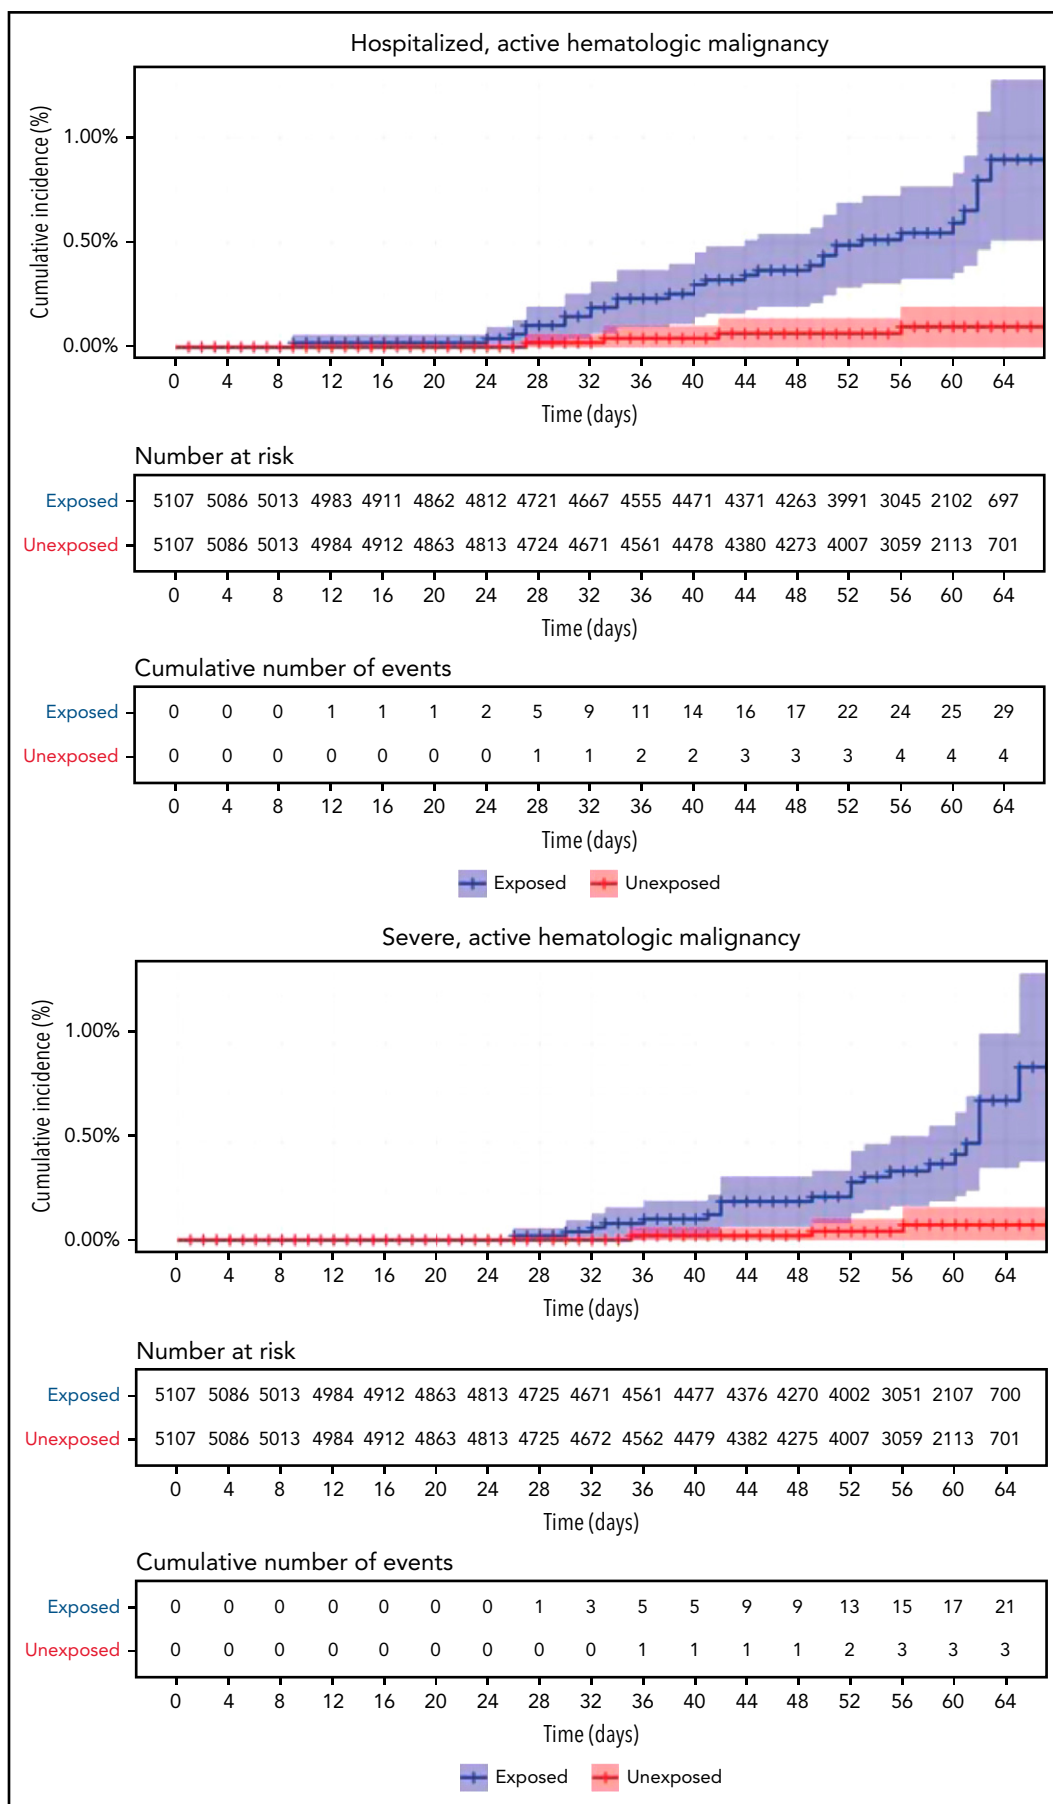 Hospitalized, active hematologic malignancy
Cumulative incidence (%)
1.00%
0.50%
0.00%
0 4 8 12 16 20 24 28 32 36 40 44 48 52 56 60 64
Time (days)
Number at risk
Exposed 5107 5086 5013 4983 4911 4862 4812 4721 4667 4555 4471 4371 4263 3991 3045 2102 697
Unexposed 5107 5086 5013 4984 4912 4863 4813 4724 4671 4561 4478 4380 4273 4007 3059 2113 701
0 4 8 12 16 20 24 28 32 36 40 44 48 52 56 60 64
Time (days)
Cumulative number of events
Exposed 0 0 0 1 1 1 2 5 9 11 14 16 17 22 24 25 29
Unexposed 0 0 0 0 0 0 0 1 1 2 2 3 3 3 4 4 4
0 4 8 12 16 20 24 28 32 36 40 44 48 52 56 60 64
Time (days)
Exposed Unexposed
Severe, active hematologic malignancy
Cumulative incidence (%)
1.00%
0.50%
0.00%
0 4 8 12 16 20 24 28 32 36 40 44 48 52 56 60 64
Time (days)
Number at risk
Exposed 5107 5086 5013 4984 4912 4863 4813 4725 4671 4561 4477 4376 4270 4002 3051 2107 700
Unexposed 5107 5086 5013 4984 4912 4863 4813 4725 4672 4562 4479 4382 4275 4007 3059 2113 701
0 4 8 12 16 20 24 28 32 36 40 44 48 52 56 60 64
Time (days)
Cumulative number of events
Exposed 0 0 0 0 0 0 0 1 3 5 5 9 9 13 15 17 21
Unexposed 0 0 0 0 0 0 0 0 0 1 1 1 1 2 3 3 3
0 4 8 12 16 20 24 28 32 36 40 44 48 52 56 60 64
Time (days)
Exposed Unexposed